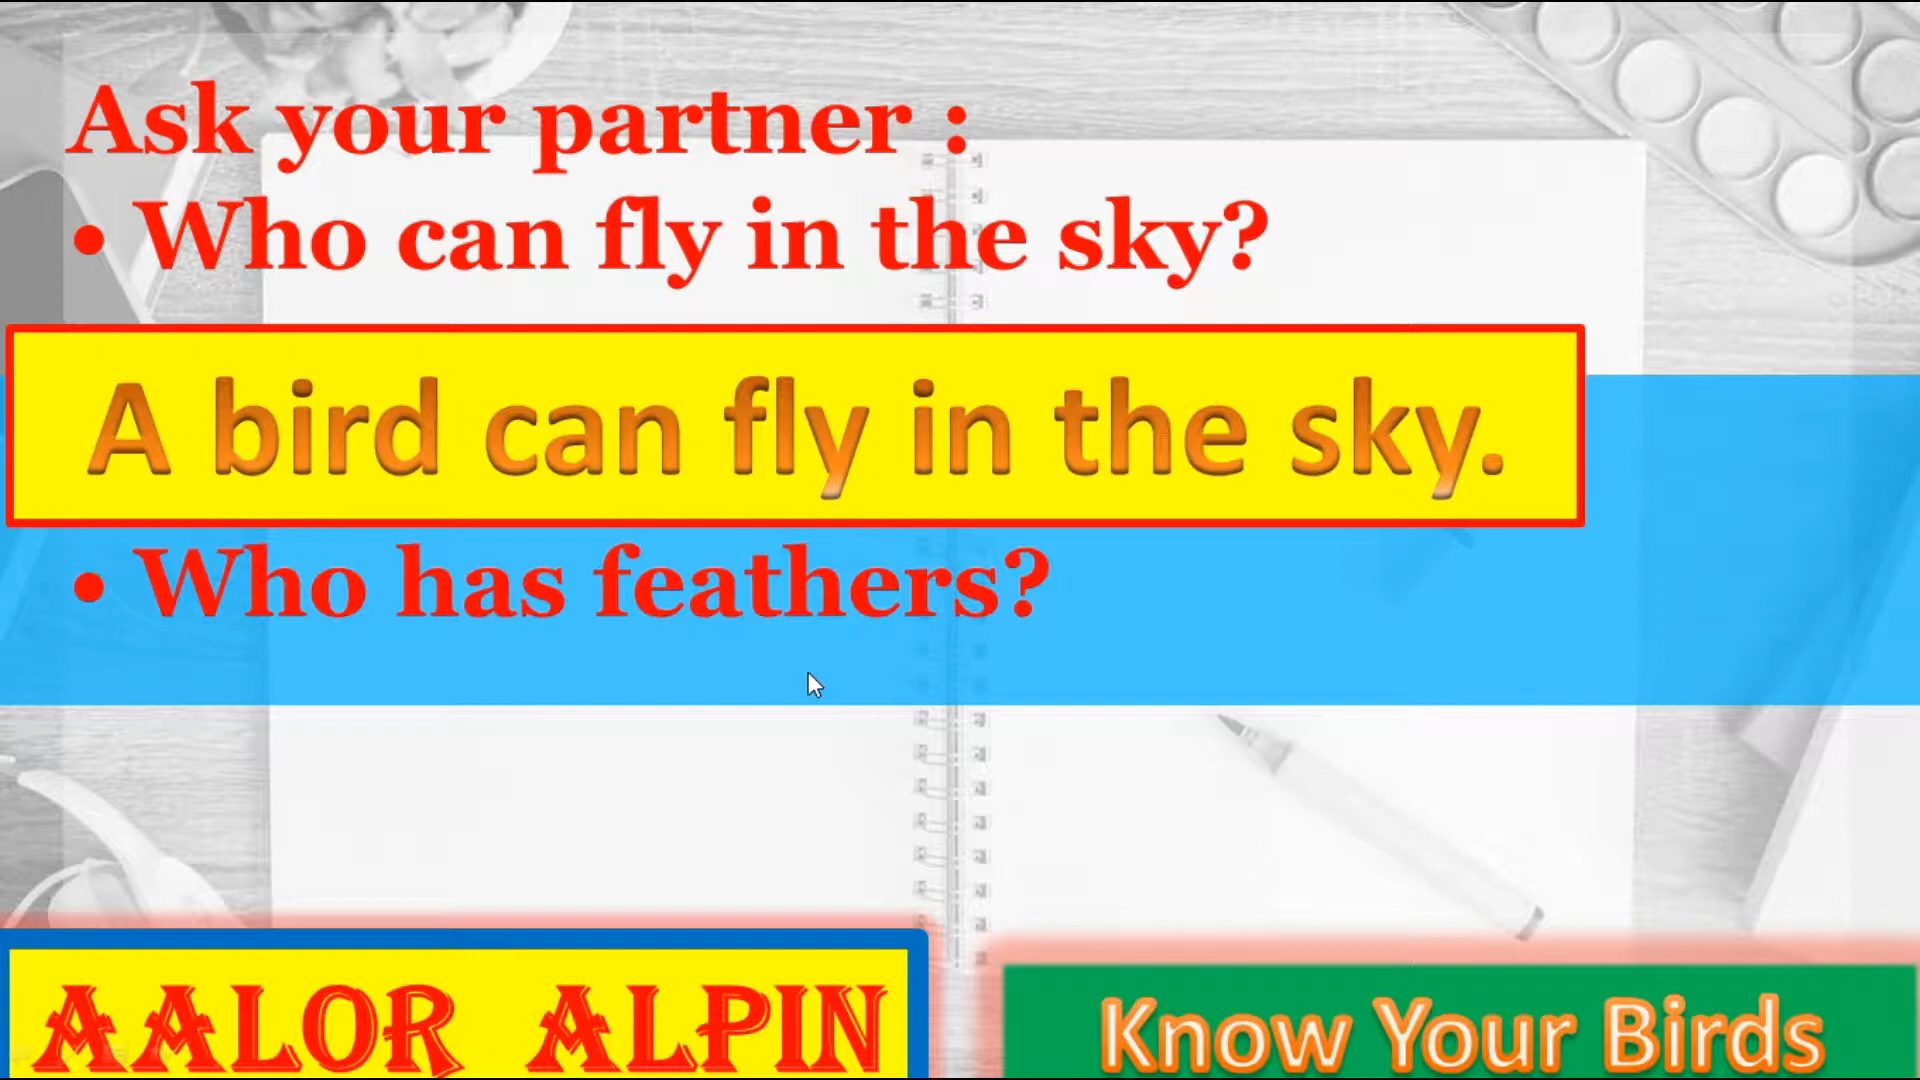 Ask your partner :
• Who can fly in the sky?
A bird can fly in the sky.
• Who has feathers?
AALOR ALPIN
Know Your Birds